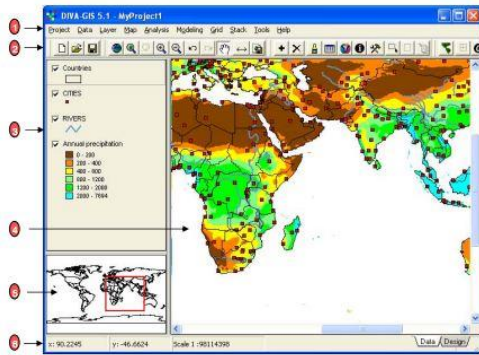 DIVA-GIS 5.1 - MyProject1
1
Project Data Layer Map Analysis Modeling Grid Stack Tools Help
2
Countries
CITIES
3
RIVERS
Annual precipitation
0 - 200
200 - 400
400 - 800
800 - 1200
1200 - 2000
2000 - 7694
4
5
6
x: 90.2245 y: -46.6624 Scale 1 :98114398 Data Design